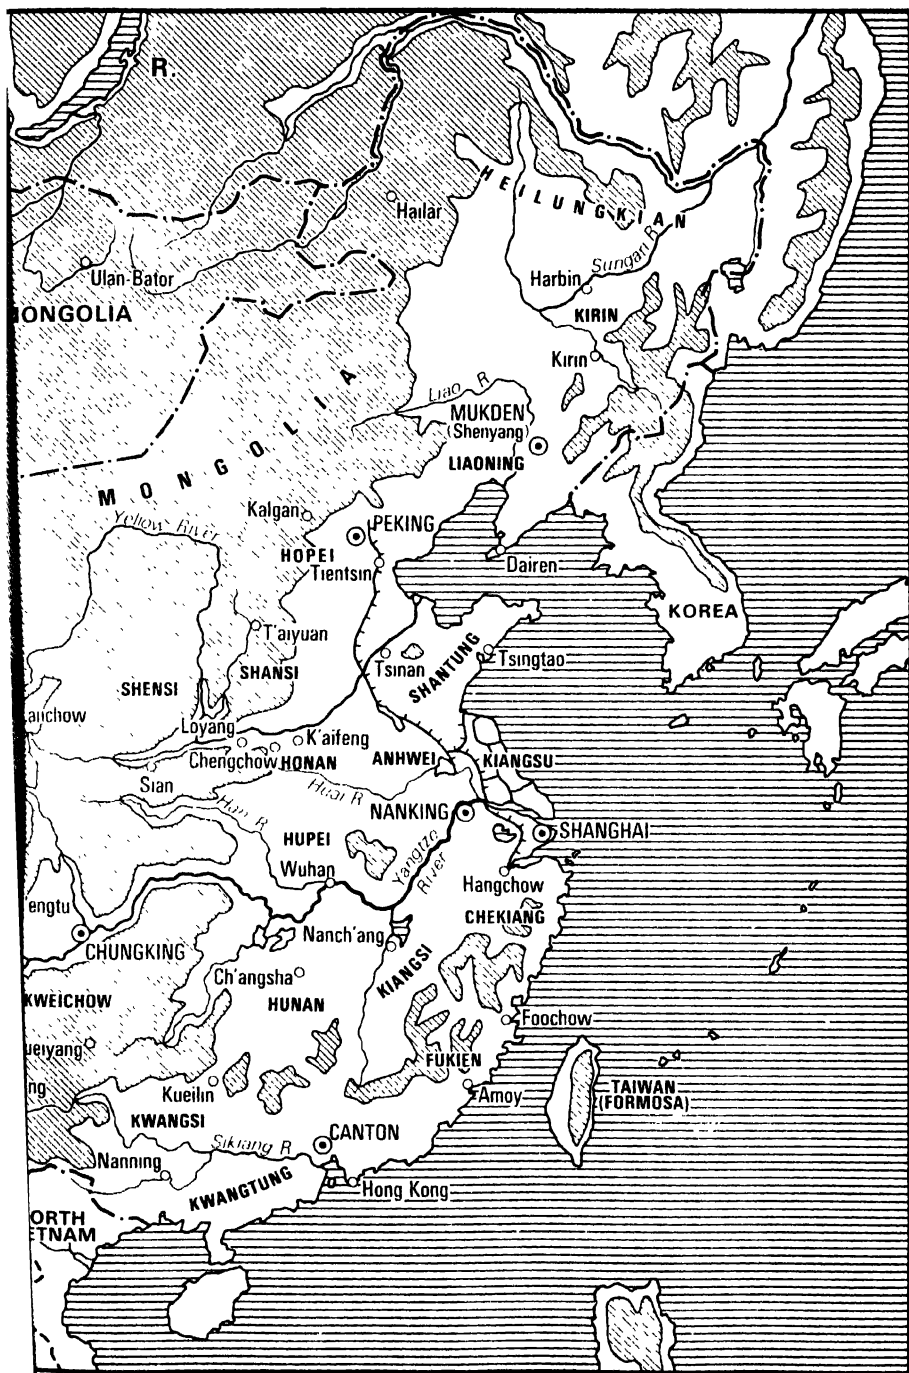 R.
HEILUNGKIAN
Hailar
Sungari R
Ulan-Bator
Harbin
KIRIN
Kirin
MONGOLIA
Liao R
MUKDEN
(Shenyang)
LIAONING
Kalgan
Yellow River
PEKING
HOPEI
Tientsin
Dairen
KOREA
T'aiyuan
SHANSI
SHENSI
Tsinan
SHANTUNG
Tsingtao
Loyang
Chengchow
K'aifeng
HONAN
ANHWEI
KIANGSU
Sian
Han R
Huai R
NANKING
SHANGHAI
HUPEI
Wuhan
Yangtze
River
Hangchow
CHEKIANG
CHUNGKING
Nanch'ang
KIANGSI
Ch'angsha
HUNAN
KWEICHOW
Foochow
FUKIEN
Amoy
Kueilin
KWANGSI
TAIWAN
(FORMOSA)
Sikiang R
CANTON
Nanning
KWANGTUNG
Hong Kong
ORTH
ETNAM